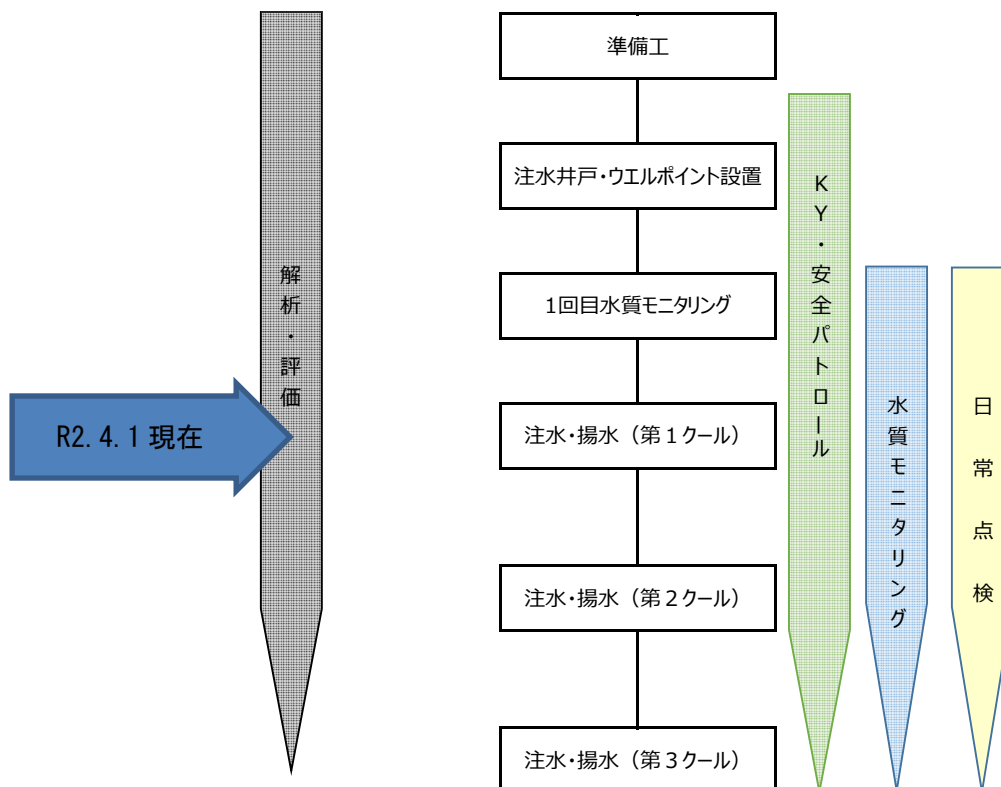 準備工
注水井戸・ウエルポイント設置
1回目水質モニタリング
注水・揚水（第１クール）
注水・揚水（第２クール）
注水・揚水（第３クール）
解析・評価
R2.4.1現在
KY・安全パトロール
水質モニタリング
日常点検